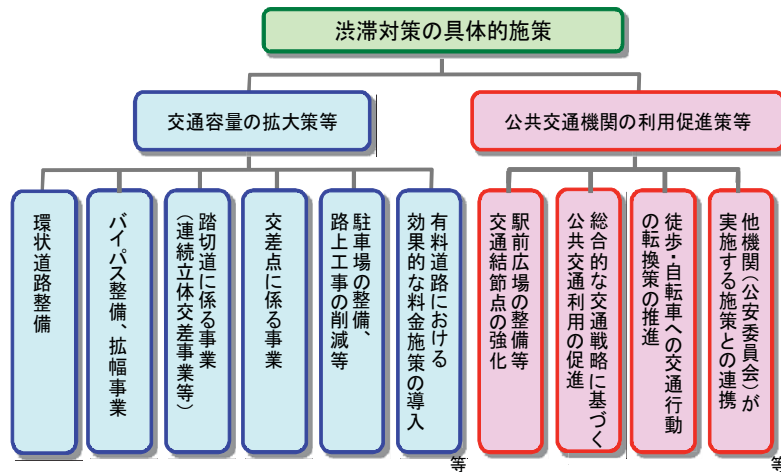 渋滞対策の具体的施策
交通容量の拡大策等
公共交通機関の利用促進策等
環状道路整備
バイパス整備、拡幅事業
踏切道に係る事業
（連続立体交差事業等）
交差点に係る事業
駐車場の整備、
路上工事の削減等
有料道路における
効果的な料金施策の導入
等
駅前広場の整備等
交通結節点の強化
総合的な交通戦略に基づく
公共交通利用の促進
徒歩・自転車への交通行動
の転換策の推進
他機関（公安委員会）が
実施する施策との連携
等